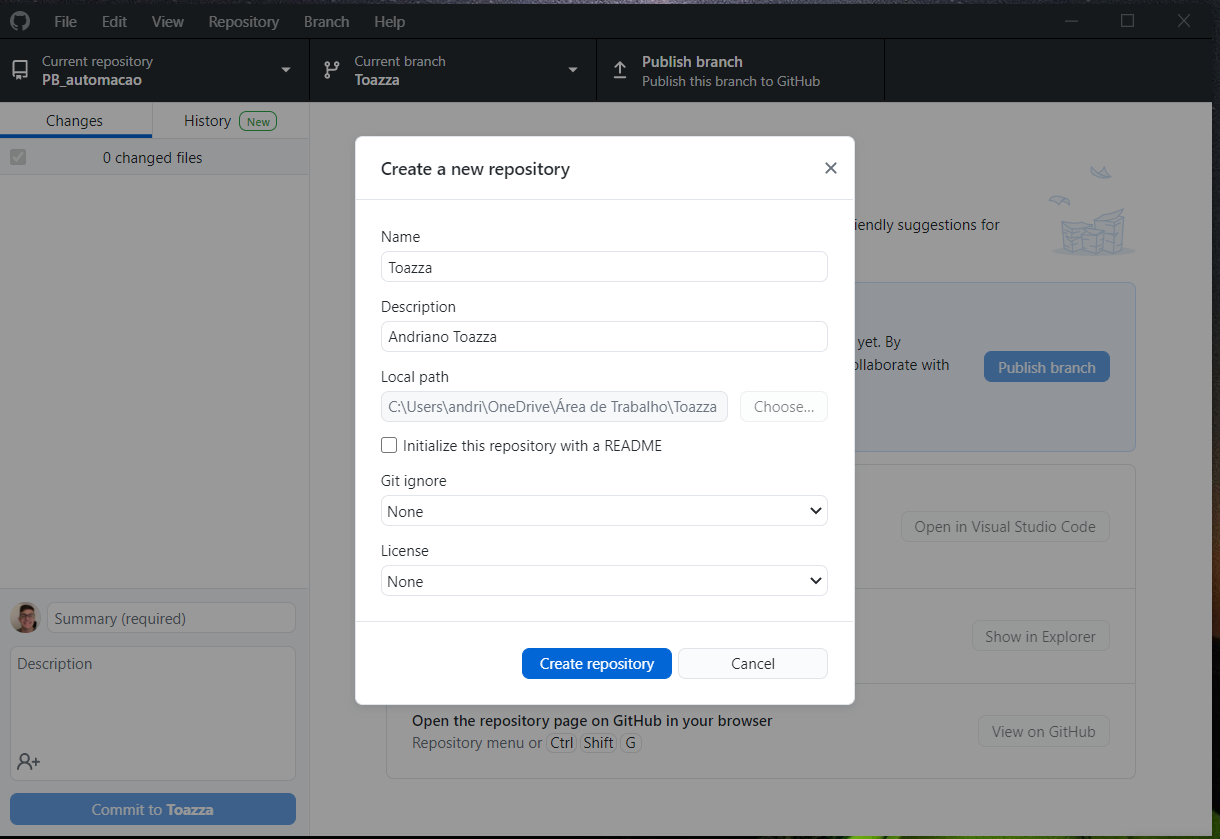 File Edit View Repository Branch Help
Current repository
PB_automacao
Current branch
Toazza
Publish branch
Publish this branch to GitHub
Changes
History New
0 changed files
Create a new repository
Name
Toazza
Description
Andriano Toazza
Local path
C:\Users\andri\OneDrive\Área de Trabalho\Toazza
Choose...
Initialize this repository with a README
Git ignore
None
License
None
Create repository
Cancel
iendly suggestions for
yet. By
ollaborate with
Publish branch
Open in Visual Studio Code
Show in Explorer
Open the repository page on GitHub in your browser
Repository menu or Ctrl Shift G
View on GitHub
Summary (required)
Description
Commit to Toazza